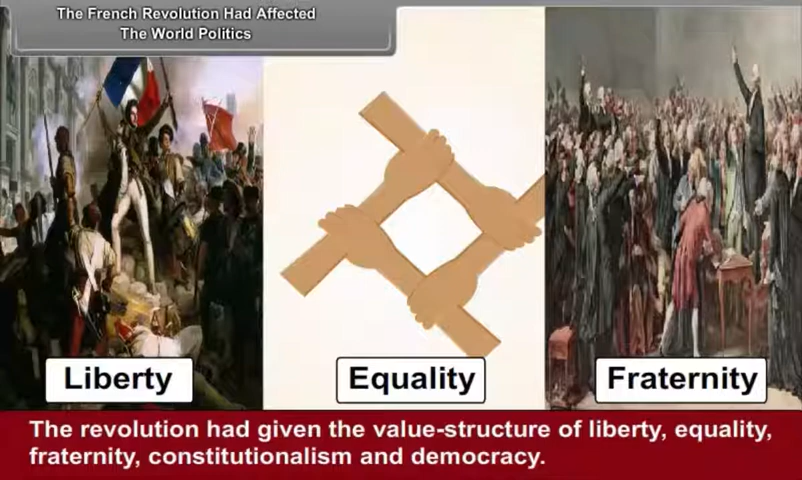 The French Revolution Had Affected
The World Politics
Liberty
Equality
Fraternity
The revolution had given the value-structure of liberty, equality,
fraternity, constitutionalism and democracy.